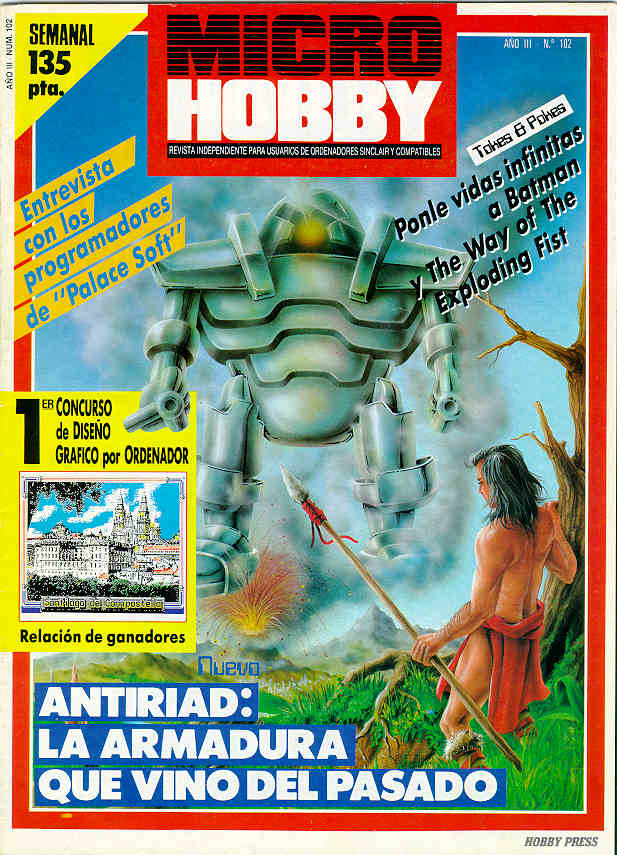 AÑO III - NUM. 102
SEMANAL
135
pta.
MICRO
HOBBY
REVISTA INDEPENDIENTE PARA USUARIOS DE ORDENADORES SINCLAIR Y COMPATIBLES
AÑO III - N.º 102
Tokes & Pokes
Ponle vidas infinitas
a Batman
y The Way of The
Exploding Fist
Entrevista
con los
programadores
de "Palace Soft"
1ER CONCURSO
de DISEÑO
GRAFICO por ORDENADOR
Santiago de Compostela
Relación de ganadores
Nuevo
ANTIRIAD:
LA ARMADURA
QUE VINO DEL PASADO
HOBBY PRESS